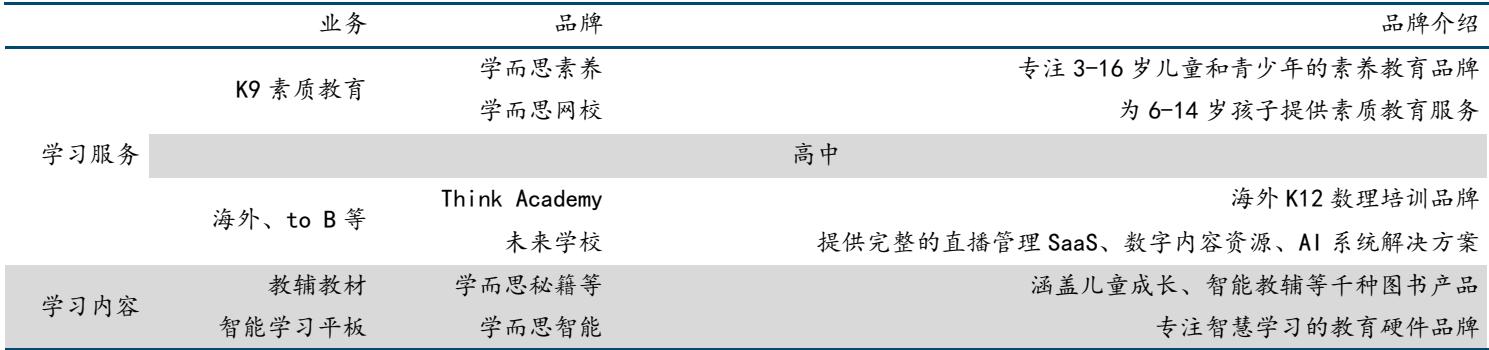 业务 品牌 品牌介绍
K9 素质教育 学而思素养 专注 3-16 岁儿童和青少年的素养教育品牌
学而思网校 为 6-14 岁孩子提供素质教育服务
学习服务 高中
海外、to B 等 Think Academy 海外 K12 数理培训品牌
未来学校 提供完整的直播管理 SaaS、数字内容资源、AI 系统解决方案
学习内容 教辅教材 学而思秘籍等 涵盖儿童成长、智能教辅等千种图书产品
智能学习平板 学而思智能 专注智慧学习的教育硬件品牌